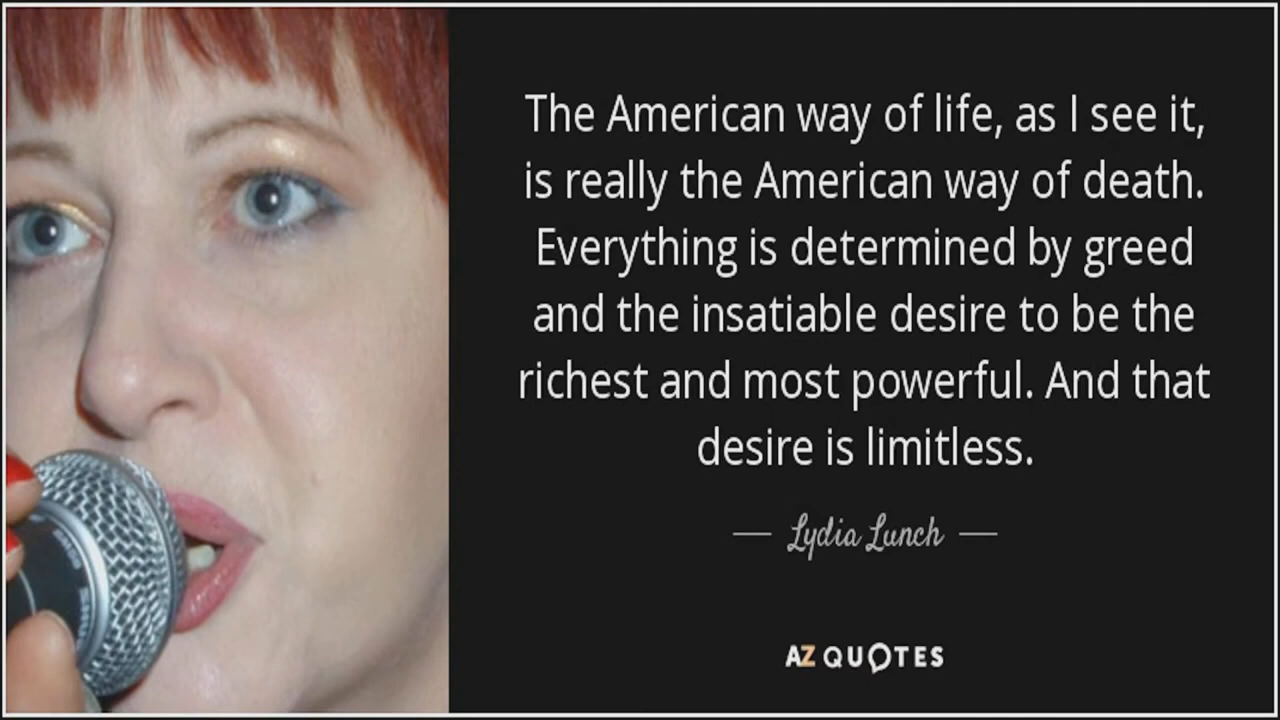 The American way of life, as I see it,
is really the American way of death.
Everything is determined by greed
and the insatiable desire to be the
richest and most powerful. And that
desire is limitless.
— Lydia Lunch —
AZ QUOTES